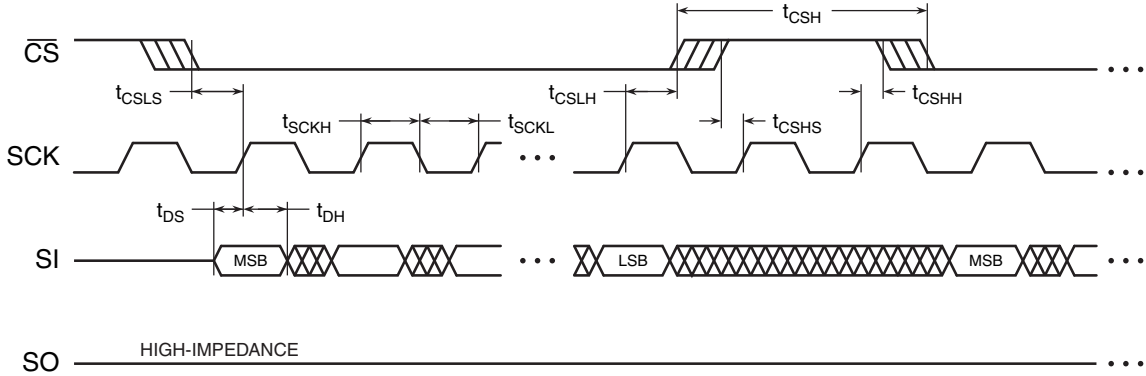 tCSH
CS
tCSLS
tCSLH
tCSHH
tSCKH
tSCKL
tCSHS
SCK
tDS
tDH
SI
MSB
LSB
MSB
HIGH-IMPEDANCE
SO